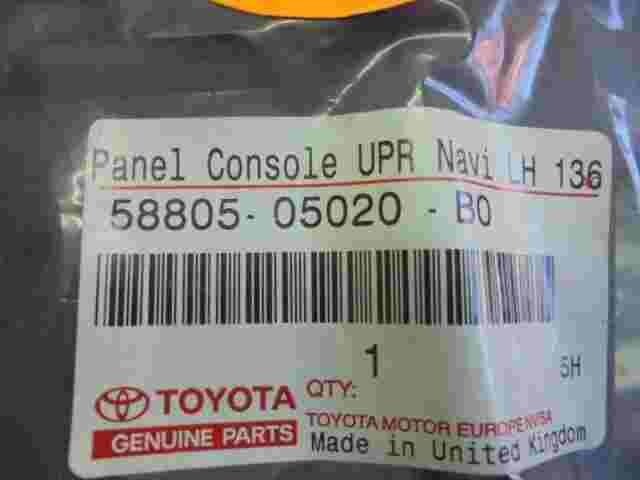 Panel Console UPR Navi LH 136
58805-05020-B0
QTY: 1 5H
TOYOTA
GENUINE PARTS
TOYOTA MOTOR EUROPE NV/SA
Made in United Kingdom